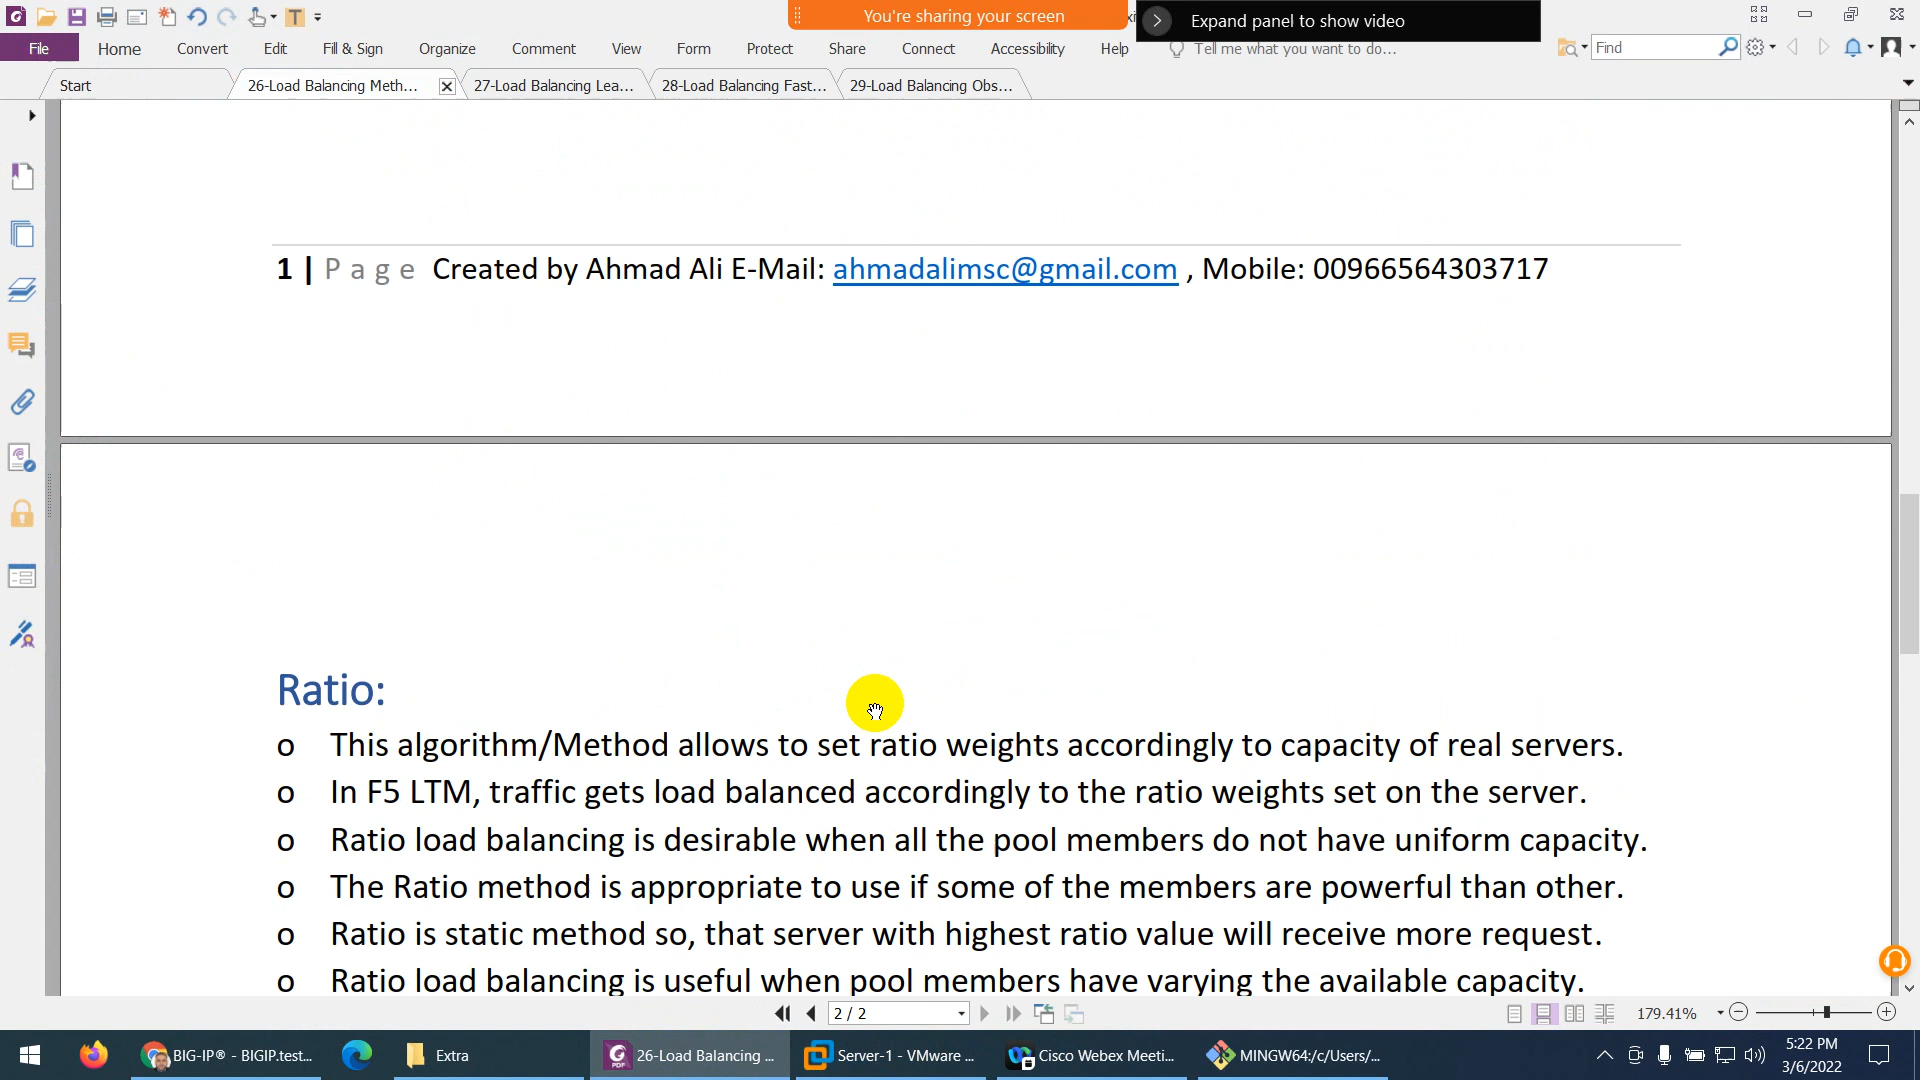 You're sharing your screen
Expand panel to show video
File Home Convert Edit Fill & Sign Organize Comment View Form Protect Share Connect Accessibility Help Tell me what you want to do... Find
Start 26-Load Balancing Meth... 27-Load Balancing Lea... 28-Load Balancing Fast... 29-Load Balancing Obs...
1 | P a g e Created by Ahmad Ali E-Mail: ahmadalimsc@gmail.com , Mobile: 00966564303717
Ratio:
o This algorithm/Method allows to set ratio weights accordingly to capacity of real servers.
o In F5 LTM, traffic gets load balanced accordingly to the ratio weights set on the server.
o Ratio load balancing is desirable when all the pool members do not have uniform capacity.
o The Ratio method is appropriate to use if some of the members are powerful than other.
o Ratio is static method so, that server with highest ratio value will receive more request.
o Ratio load balancing is useful when pool members have varying the available capacity.
2 / 2 179.41%
BIG-IP® - BIGIP.test... Extra 26-Load Balancing ... Server-1 - VMware ... Cisco Webex Meeti... MINGW64:/c/Users/... 5:22 PM
3/6/2022